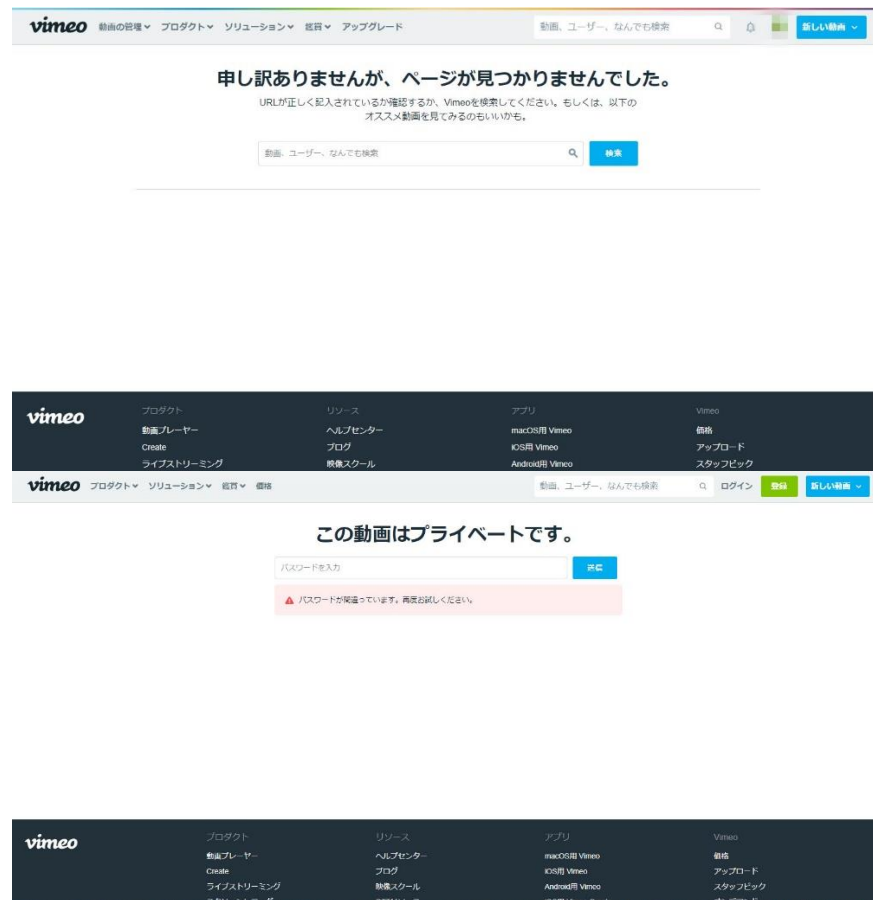 vimeo 動画の管理 プロダクト ソリューション 鑑賞 アップグレード 動画、ユーザー、なんでも検索 新しい動画
申し訳ありませんが、ページが見つかりませんでした。
URLが正しく記入されているか確認するか、Vimeoを検索してください。もしくは、以下の
オススメ動画を見てみるのもいいかも。
動画、ユーザー、なんでも検索 検索
vimeo プロダクト リソース アプリ Vimeo
動画プレーヤー ヘルプセンター macOS用 Vimeo 価格
Create ブログ iOS用 Vimeo アップロード
ライブストリーミング 映像スクール Android用 Vimeo スタッフピック
vimeo プロダクト ソリューション 鑑賞 価格 動画、ユーザー、なんでも検索 ログイン 登録 新しい動画
この動画はプライベートです。
パスワードを入力 送信
パスワードが間違っています。再度お試しください。
vimeo プロダクト リソース アプリ Vimeo
動画プレーヤー ヘルプセンター macOS用 Vimeo 価格
Create ブログ iOS用 Vimeo アップロード
ライブストリーミング 映像スクール Android用 Vimeo スタッフピック